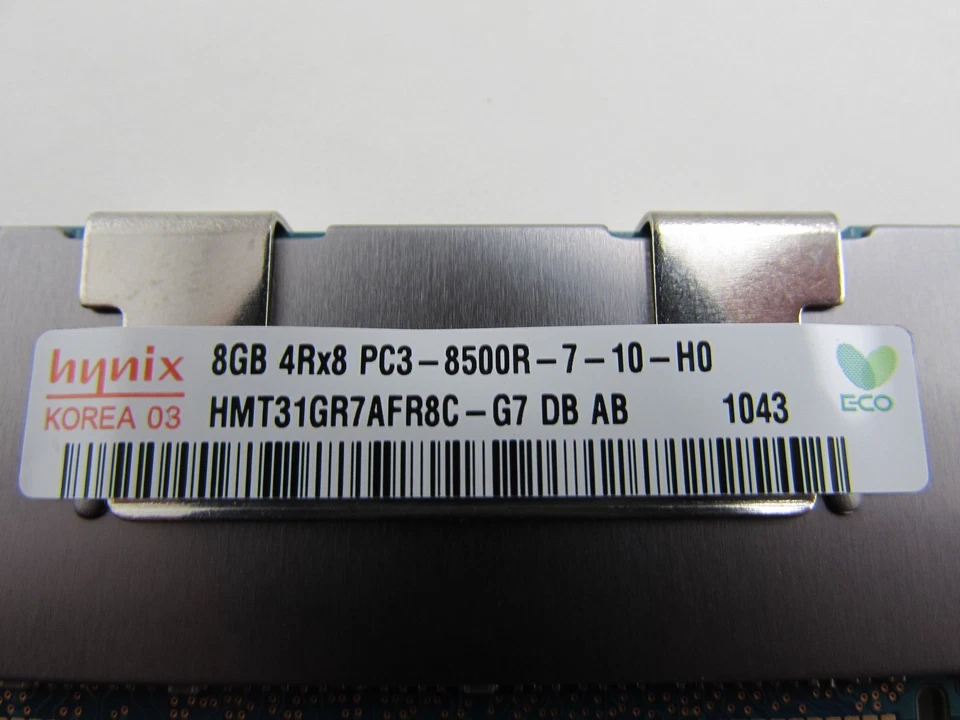 hynix
KOREA 03
8GB 4Rx8 PC3-8500R-7-10-H0
HMT31GR7AFR8C-G7 DB AB 1043
ECO